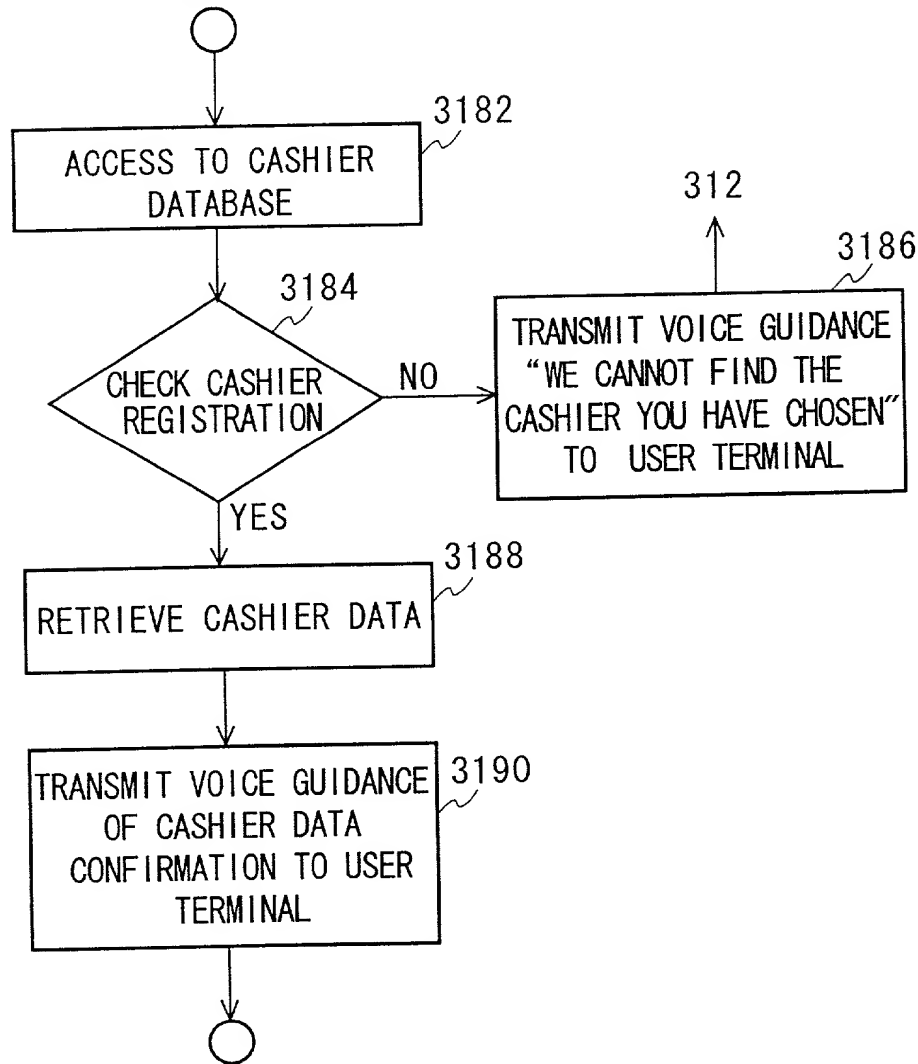 3182
ACCESS TO CASHIER
DATABASE
312
3186
3184
TRANSMIT VOICE GUIDANCE
“WE CANNOT FIND THE
CASHIER YOU HAVE CHOSEN”
TO USER TERMINAL
CHECK CASHIER
REGISTRATION
NO
YES
3188
RETRIEVE CASHIER DATA
3190
TRANSMIT VOICE GUIDANCE
OF CASHIER DATA
CONFIRMATION TO USER
TERMINAL